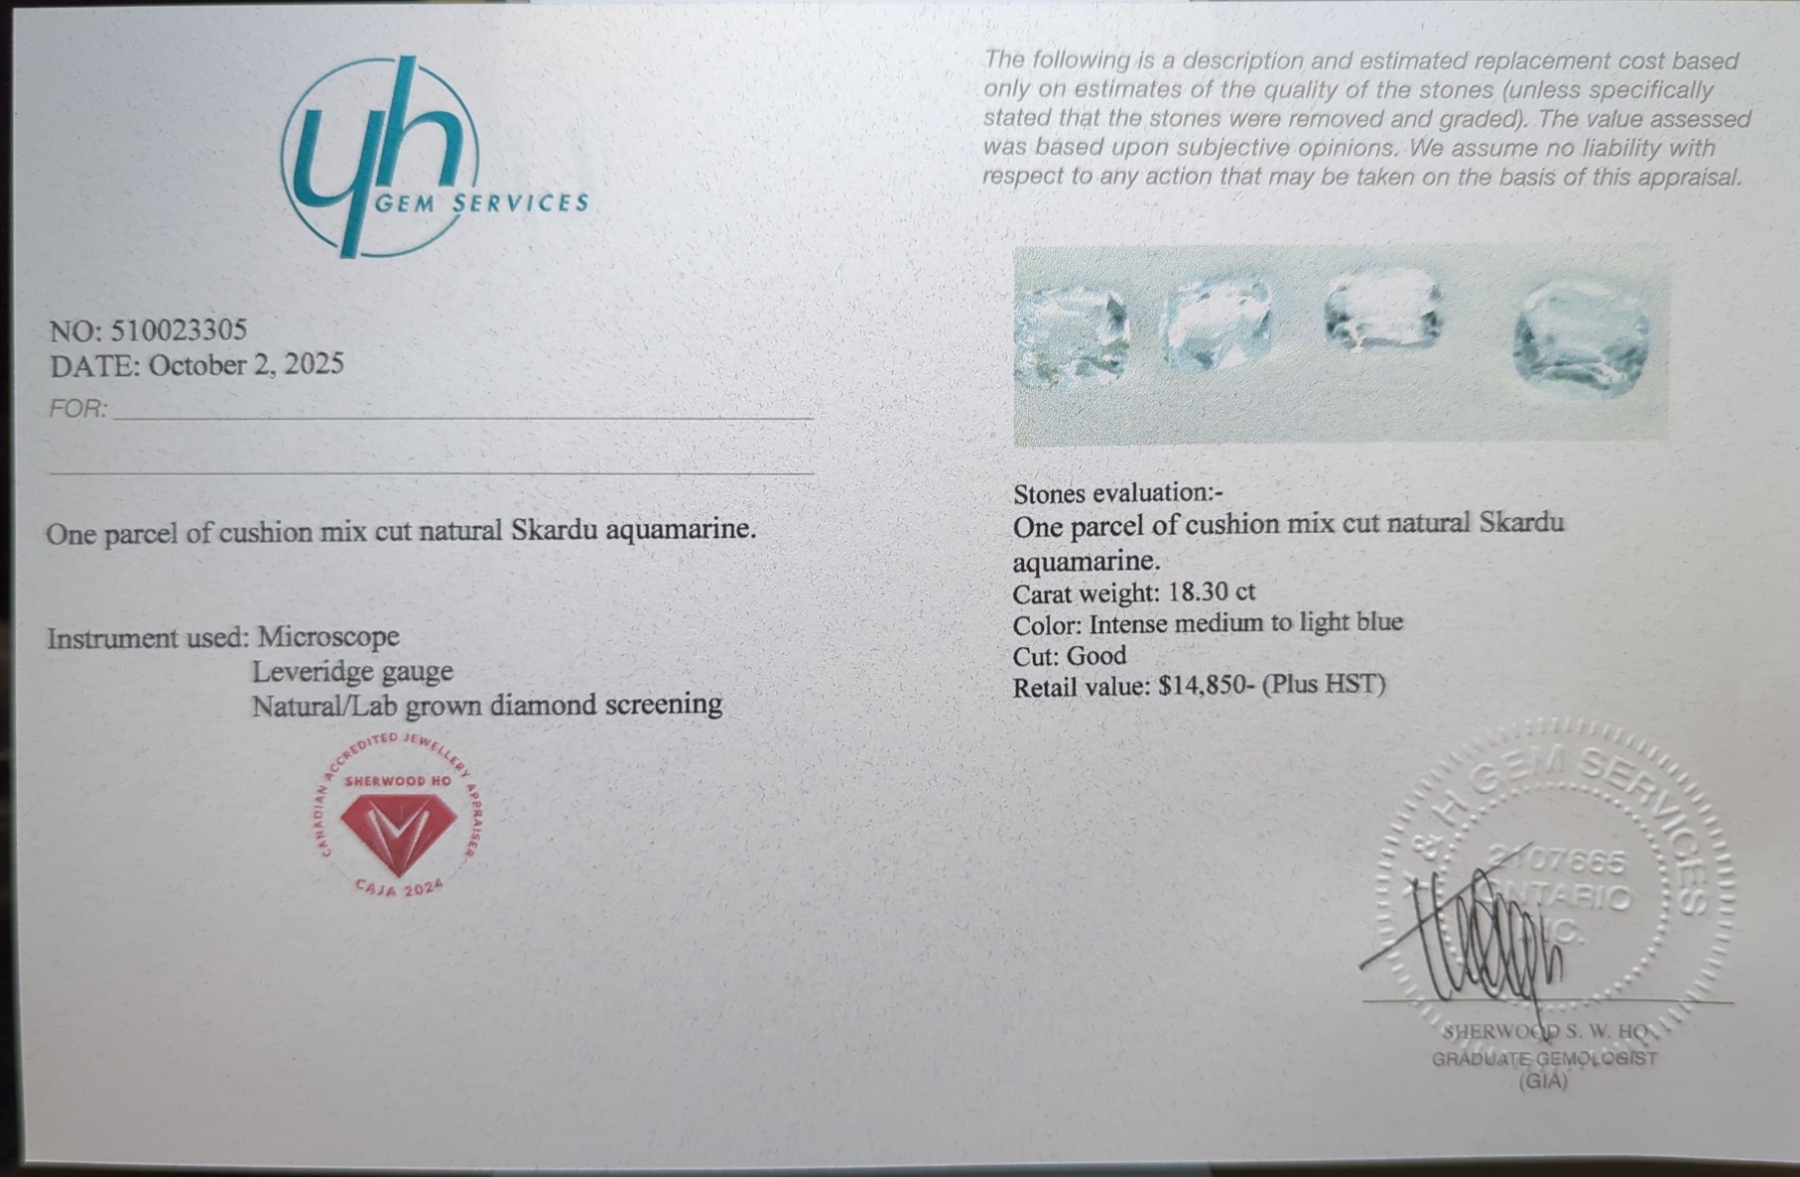 yh
GEM SERVICES
NO: 510023305
DATE: October 2, 2025
FOR:
One parcel of cushion mix cut natural Skardu aquamarine.
Instrument used: Microscope
Leveridge gauge
Natural/Lab grown diamond screening
CANADIAN ACCREDITED JEWELLERY APPRAISER
SHERWOOD HO
CAJA 2024
The following is a description and estimated replacement cost based
only on estimates of the quality of the stones (unless specifically
stated that the stones were removed and graded). The value assessed
was based upon subjective opinions. We assume no liability with
respect to any action that may be taken on the basis of this appraisal.
Stones evaluation:-
One parcel of cushion mix cut natural Skardu
aquamarine.
Carat weight: 18.30 ct
Color: Intense medium to light blue
Cut: Good
Retail value: $14,850- (Plus HST)
& H GEM SERVICES
2107665
ONTARIO
SHERWOOD S. W. HO
GRADUATE GEMOLOGIST
(GIA)